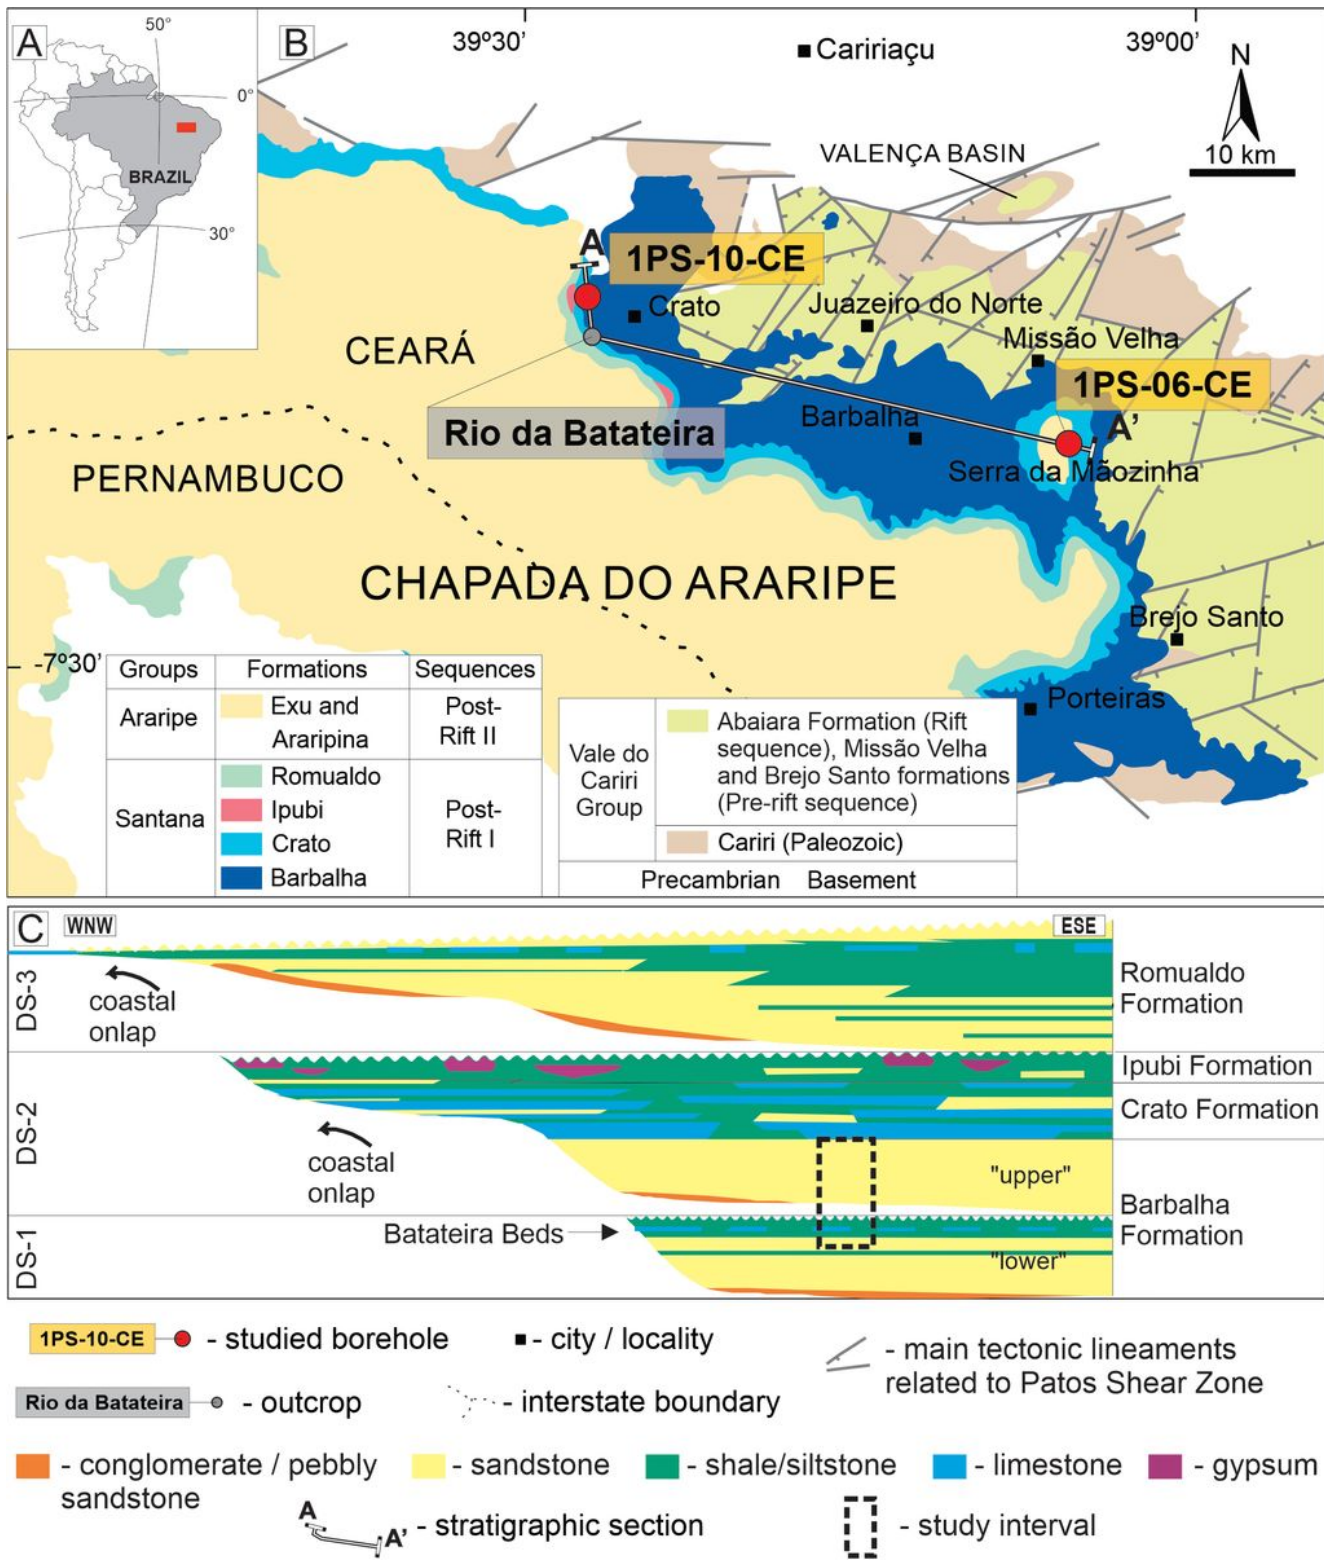 A
50°
0°
BRAZIL
30°
B
39°30'
39°00'
Caririaçu
N
10 km
VALENÇA BASIN
A
1PS-10-CE
Crato
Juazeiro do Norte
Missão Velha
CEARÁ
1PS-06-CE
A'
Rio da Batateira
Barbalha
Serra da Mãozinha
PERNAMBUCO
CHAPADA DO ARARIPE
Brejo Santo
-7°30'
Porteiras
Groups Formations Sequences
Araripe
Exu and
Araripina
Post-
Rift II
Santana
Romualdo
Ipubi
Crato
Barbalha
Post-
Rift I
Vale do
Cariri
Group
Abaiara Formation (Rift
sequence), Missão Velha
and Brejo Santo formations
(Pre-rift sequence)
Cariri (Paleozoic)
Precambrian Basement
C
WNW
ESE
DS-3
coastal
onlap
Romualdo
Formation
DS-2
coastal
onlap
Ipubi Formation
Crato Formation
"upper"
Barbalha
Formation
DS-1
Batateira Beds
"lower"
1PS-10-CE - studied borehole
- city / locality
- main tectonic lineaments
related to Patos Shear Zone
Rio da Batateira - outcrop
- interstate boundary
- conglomerate / pebbly
sandstone
- sandstone
- shale/siltstone
- limestone
- gypsum
A
A' - stratigraphic section
- study interval